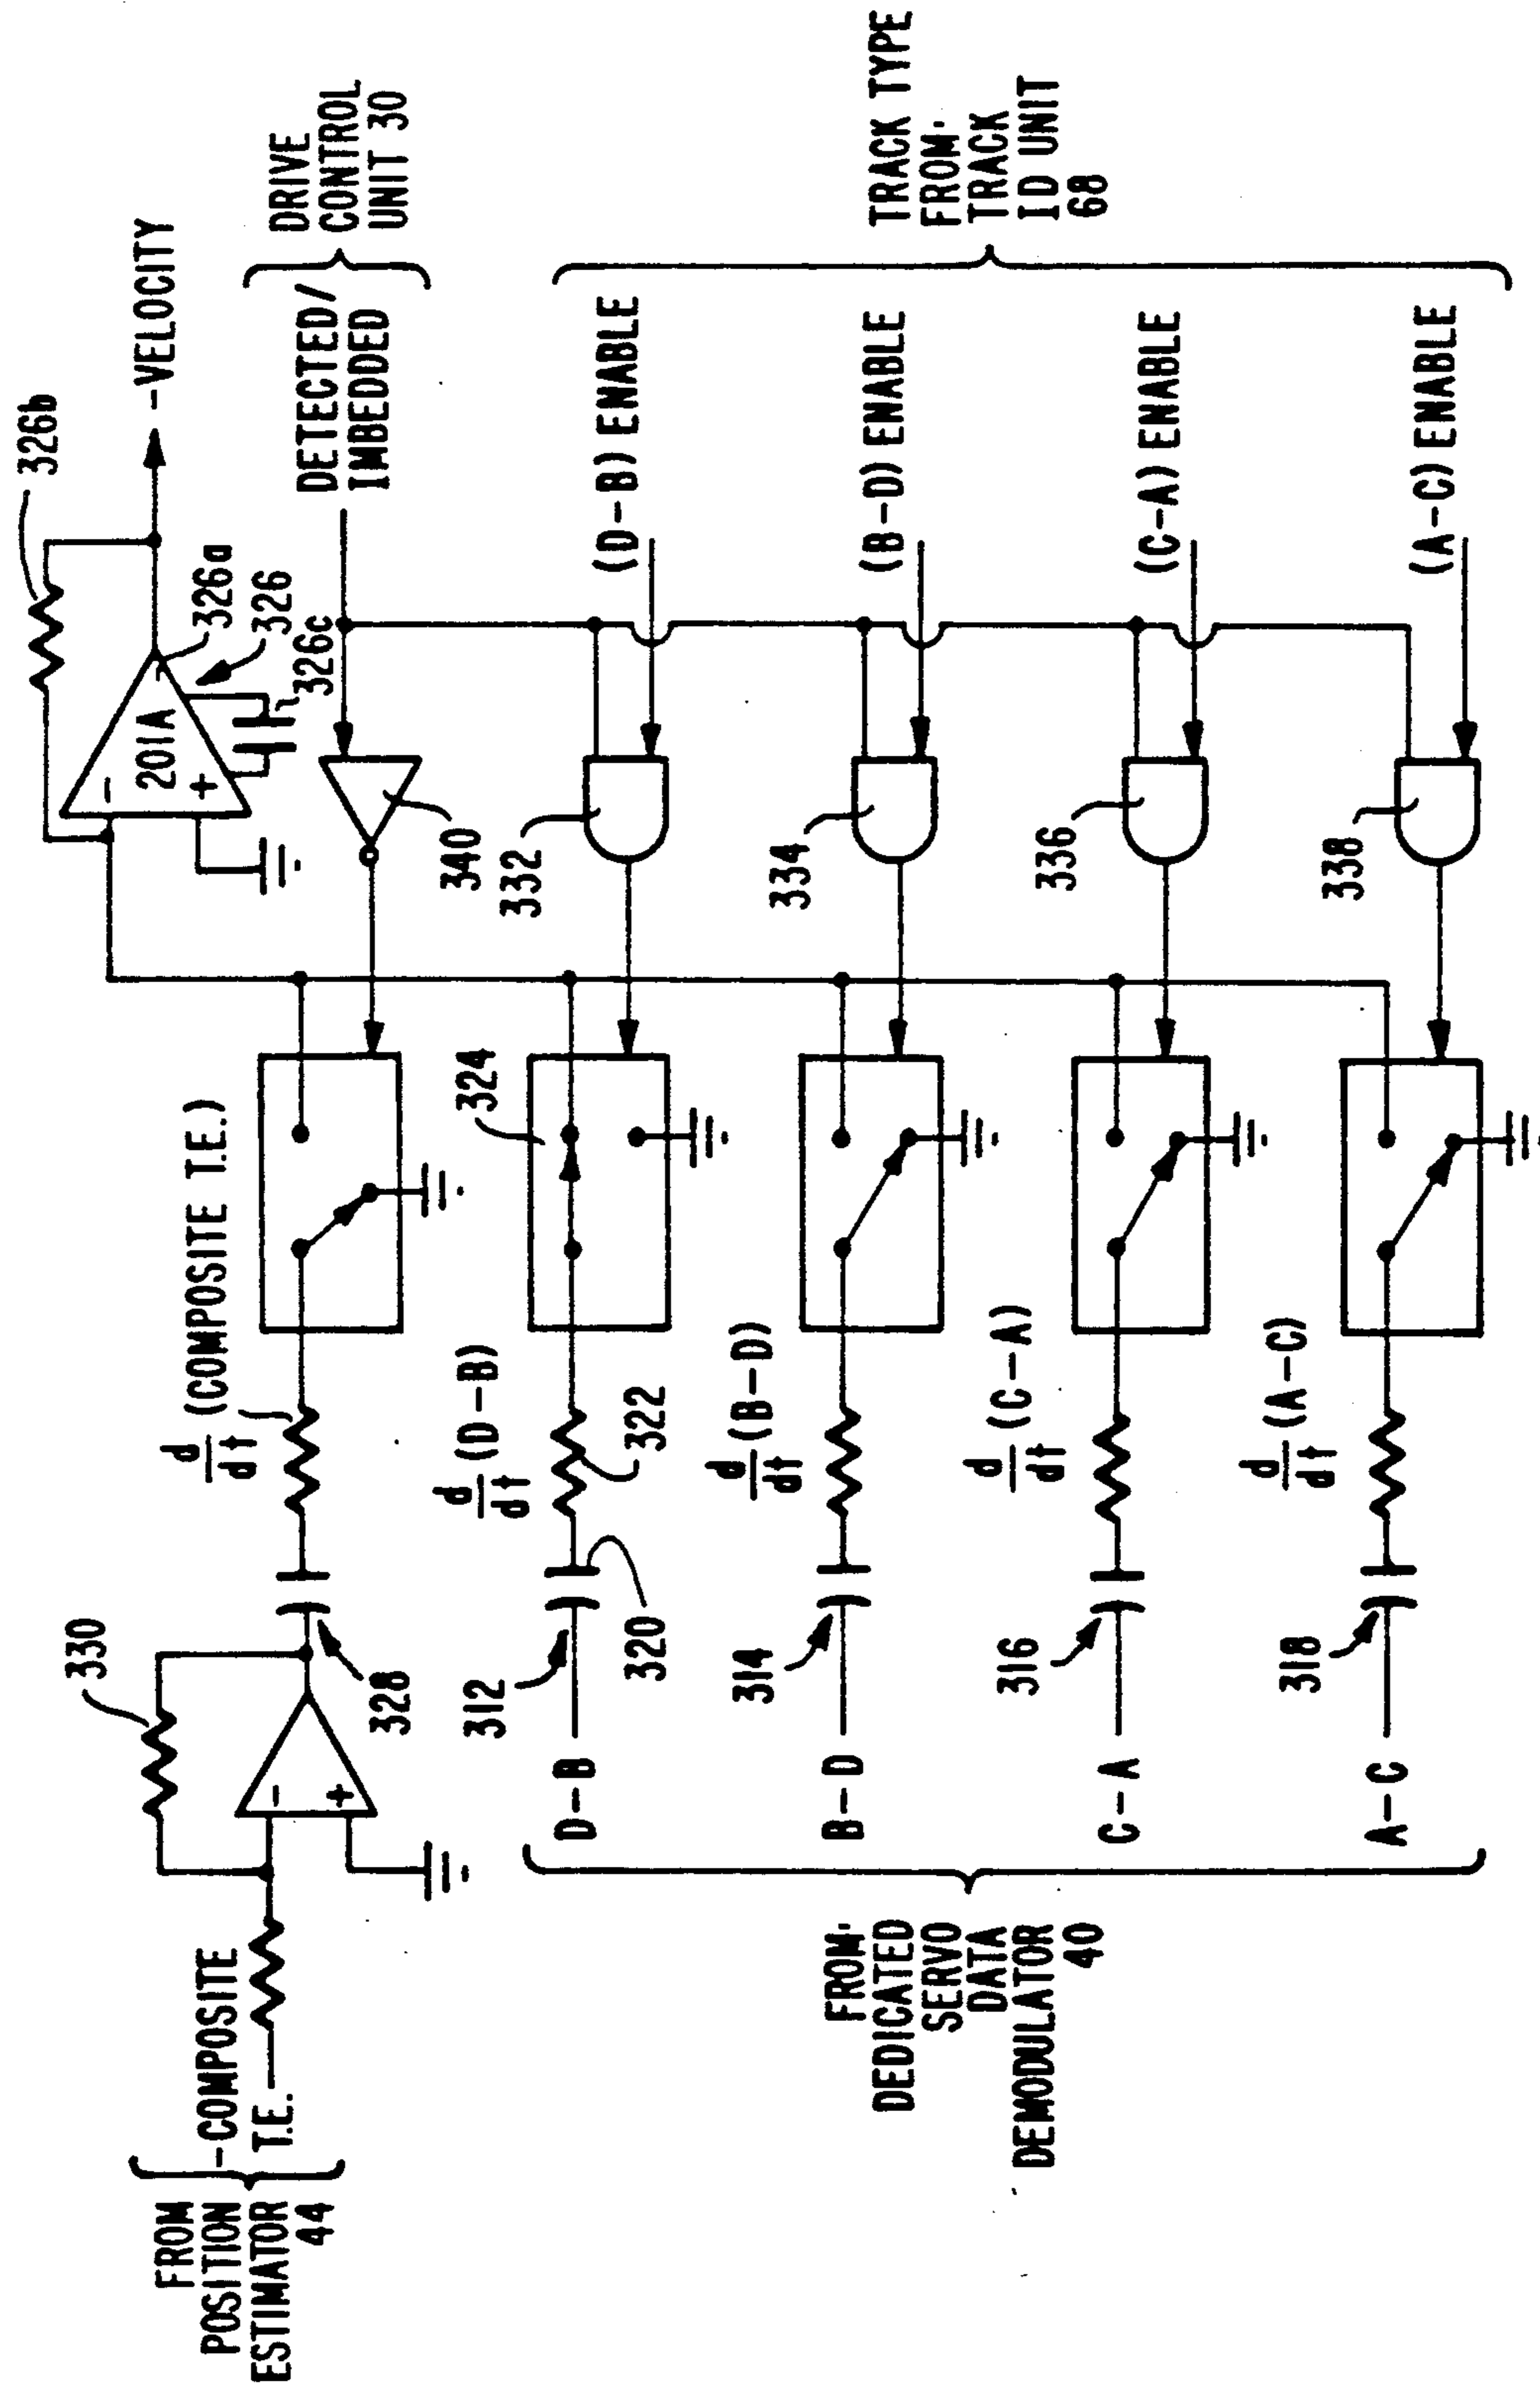 FROM
POSITION
ESTIMATOR
44
-COMPOSITE
T.E.
330
328
d/dt (COMPOSITE T.E.)
326b
-VELOCITY
201A
-
+
-
+
326a
326
326c
DETECTED/
IMBEDDED
DRIVE
CONTROL
UNIT 30
340
FROM·
DEDICATED
SERVO
DATA
DEMODULATOR
40
D-B
312
320
d/dt (D-B)
322
324
332
(D-B) ENABLE
B-D
314
d/dt (B-D)
334
(B-D) ENABLE
C-A
316
d/dt (C-A)
336
(C-A) ENABLE
A-C
318
d/dt (A-C)
338
(A-C) ENABLE
TRACK TYPE
FROM·
TRACK
ID UNIT
68